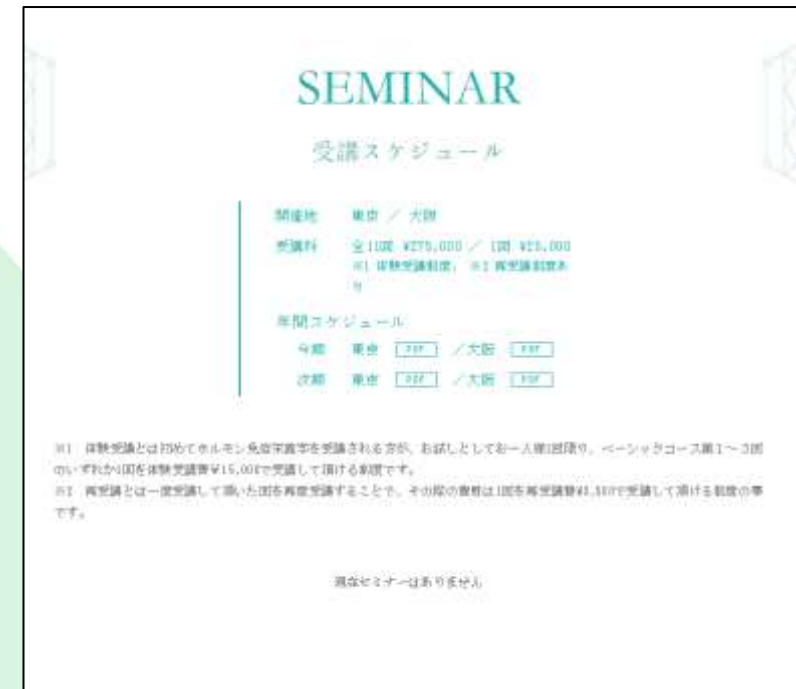 SEMINAR
受講スケジュール
開催地 東京 ／ 大阪
受講料 全11回 ¥275,000 ／ 1回 ¥25,000
※1 体験受講制度、 ※2 再受講制度あ
り
年間スケジュール
今期 東京 PDF ／大阪 PDF
次期 東京 PDF ／大阪 PDF
※1 体験受講とは初めてホルモン免疫栄養学を受講される方が、お試しとしてお一人様1回限り、ベーシックコース第1～3回
のいずれか1回を体験受講費¥15,000で受講して頂ける制度です。
※2 再受講とは一度受講して頂いた回を再度受講することで、その際の費用は1回を再受講費で受講して頂ける制度の事
です。
現在セミナーはありません